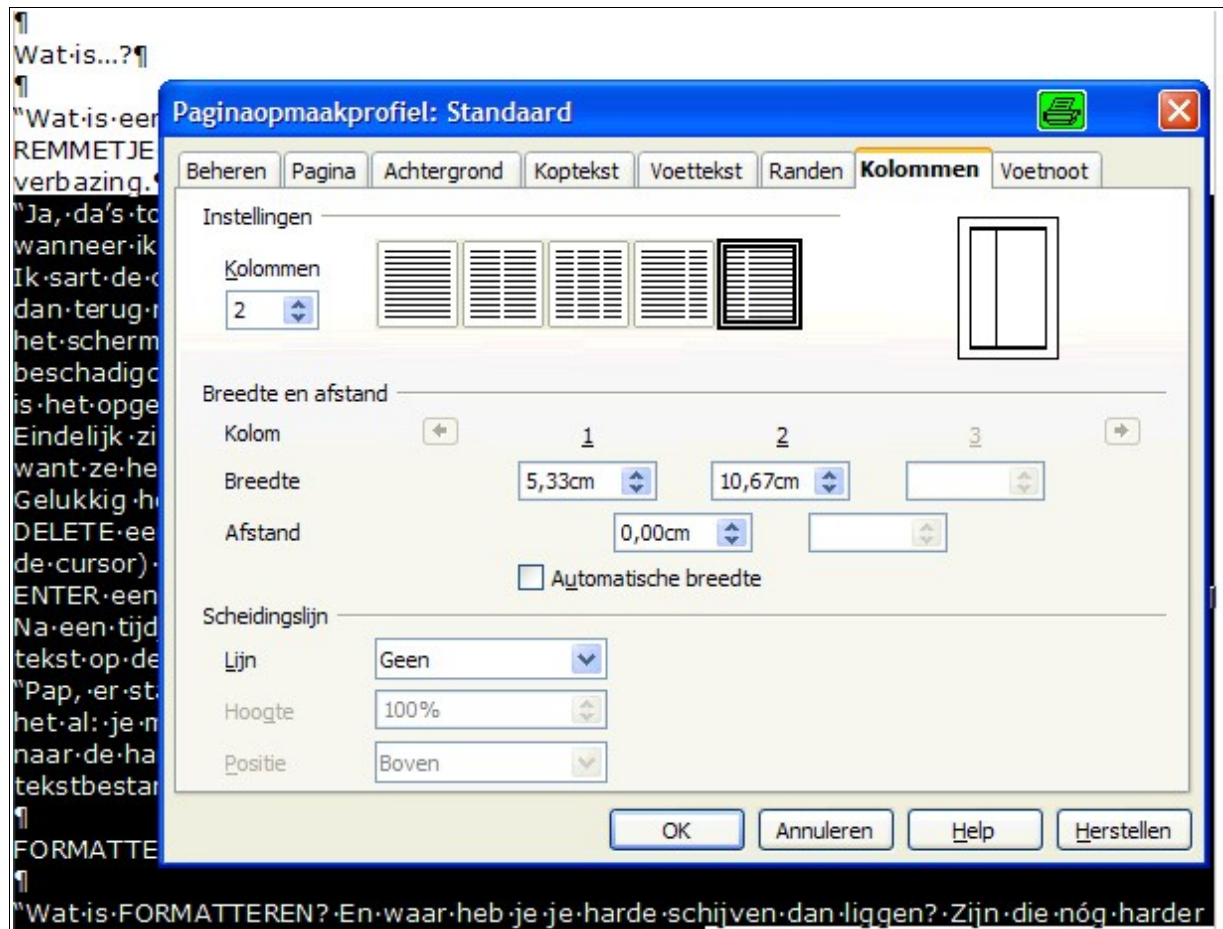 ¶
Wat·is...?¶
¶
“Wat·is·een
REMMETJE
verbazing.
“Ja,·da’s·to
wanneer·ik
Ik·sart·de·
dan·terug·
het·scherm
beschadigd
is·het·opge
Eindelijk·zi
want·ze·he
Gelukkig·h
DELETE·ee
de·cursor)·
ENTER·een
Na·een·tijd
tekst·op·de
“Pap,·er·sta
het·al:·je·m
naar·de·ha
tekstbestan
¶
FORMATTE
¶
“Wat·is·FORMATTEREN?·En·waar·heb·je·je·harde·schijven·dan·liggen?·Zijn·die·nóg·harder
Paginaopmaakprofiel: Standaard
Beheren Pagina Achtergrond Koptekst Voettekst Randen Kolommen Voetnoot
Instellingen
Kolommen
2
Breedte en afstand
Kolom 1 2 3
Breedte 5,33cm 10,67cm
Afstand 0,00cm
Automatische breedte
Scheidingslijn
Lijn Geen
Hoogte 100%
Positie Boven
OK Annuleren Help Herstellen